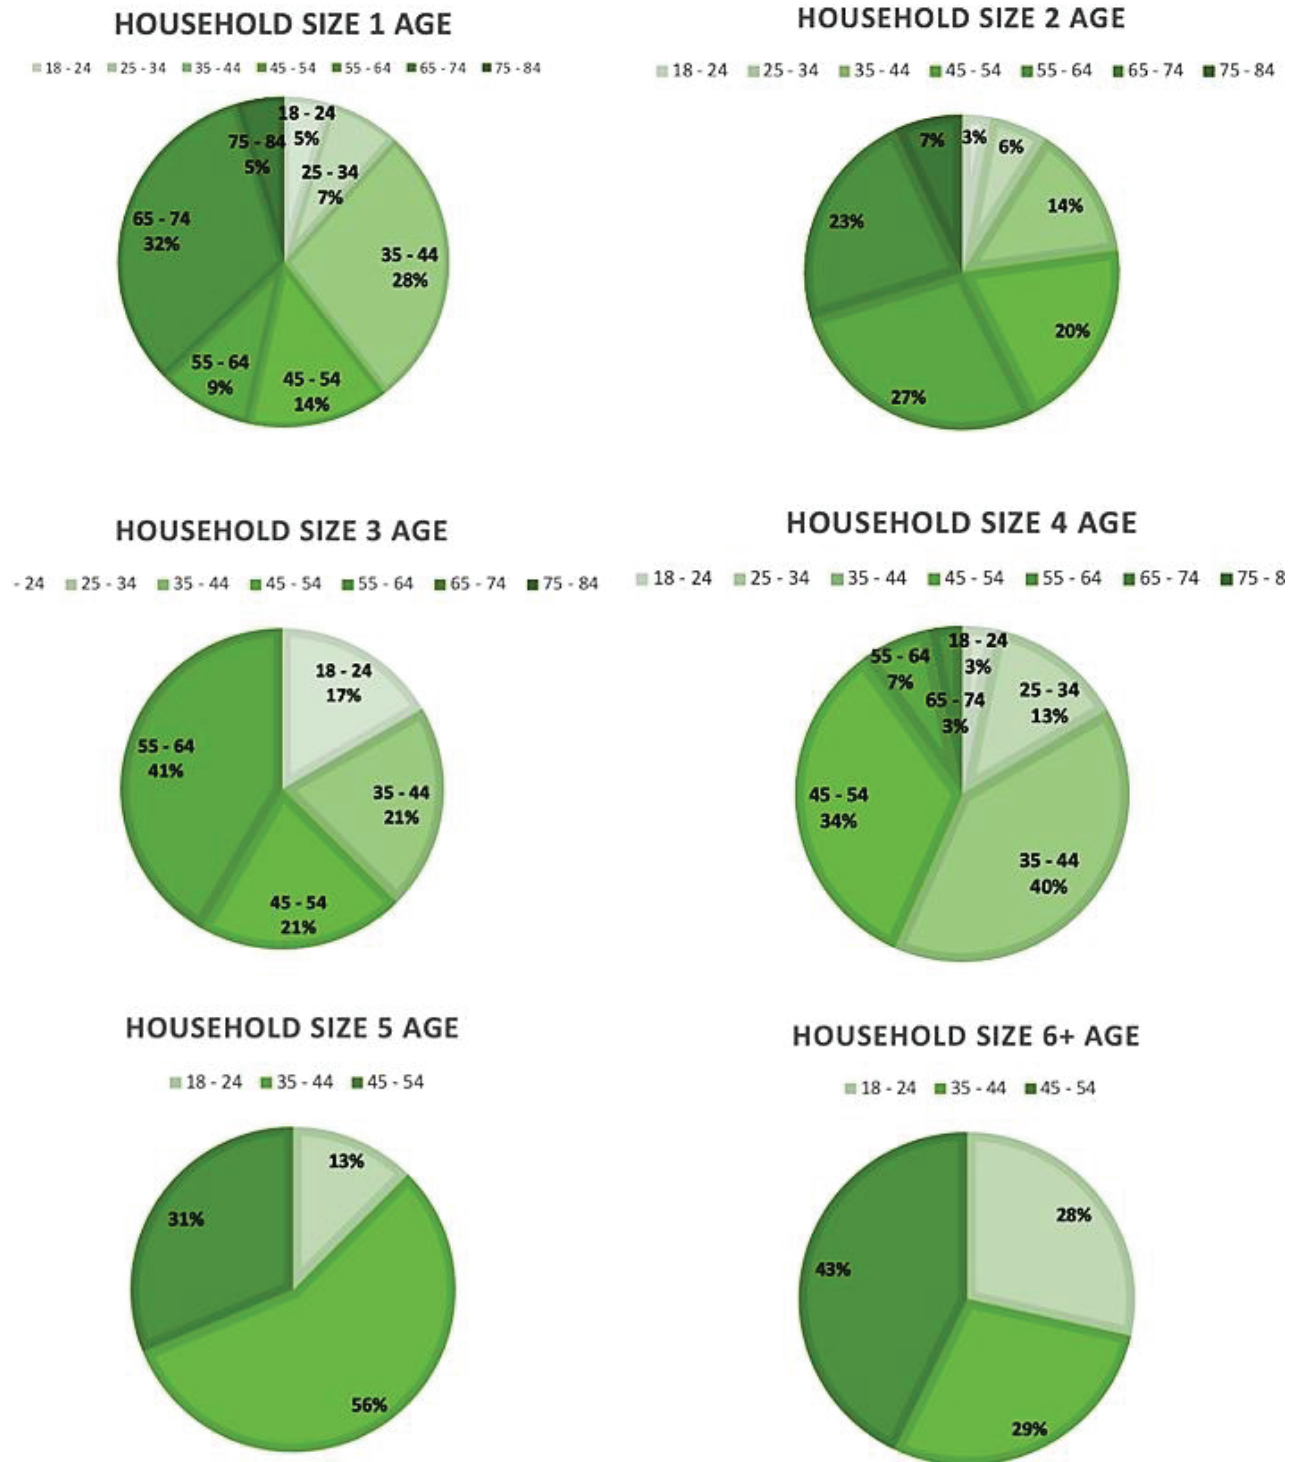 HOUSEHOLD SIZE 1 AGE
18 - 24 25 - 34 35 - 44 45 - 54 55 - 64 65 - 74 75 - 84
18 - 24
5%
75 - 84
5%
25 - 34
7%
65 - 74
32%
35 - 44
28%
55 - 64
9%
45 - 54
14%
HOUSEHOLD SIZE 2 AGE
18 - 24 25 - 34 35 - 44 45 - 54 55 - 64 65 - 74 75 - 84
7%
3%
6%
14%
23%
20%
27%
HOUSEHOLD SIZE 3 AGE
- 24 25 - 34 35 - 44 45 - 54 55 - 64 65 - 74 75 - 84
18 - 24
17%
55 - 64
41%
35 - 44
21%
45 - 54
21%
HOUSEHOLD SIZE 4 AGE
18 - 24 25 - 34 35 - 44 45 - 54 55 - 64 65 - 74 75 - 8
18 - 24
3%
55 - 64
7%
65 - 74
3%
25 - 34
13%
45 - 54
34%
35 - 44
40%
HOUSEHOLD SIZE 5 AGE
18 - 24 35 - 44 45 - 54
13%
31%
56%
HOUSEHOLD SIZE 6+ AGE
18 - 24 35 - 44 45 - 54
28%
43%
29%